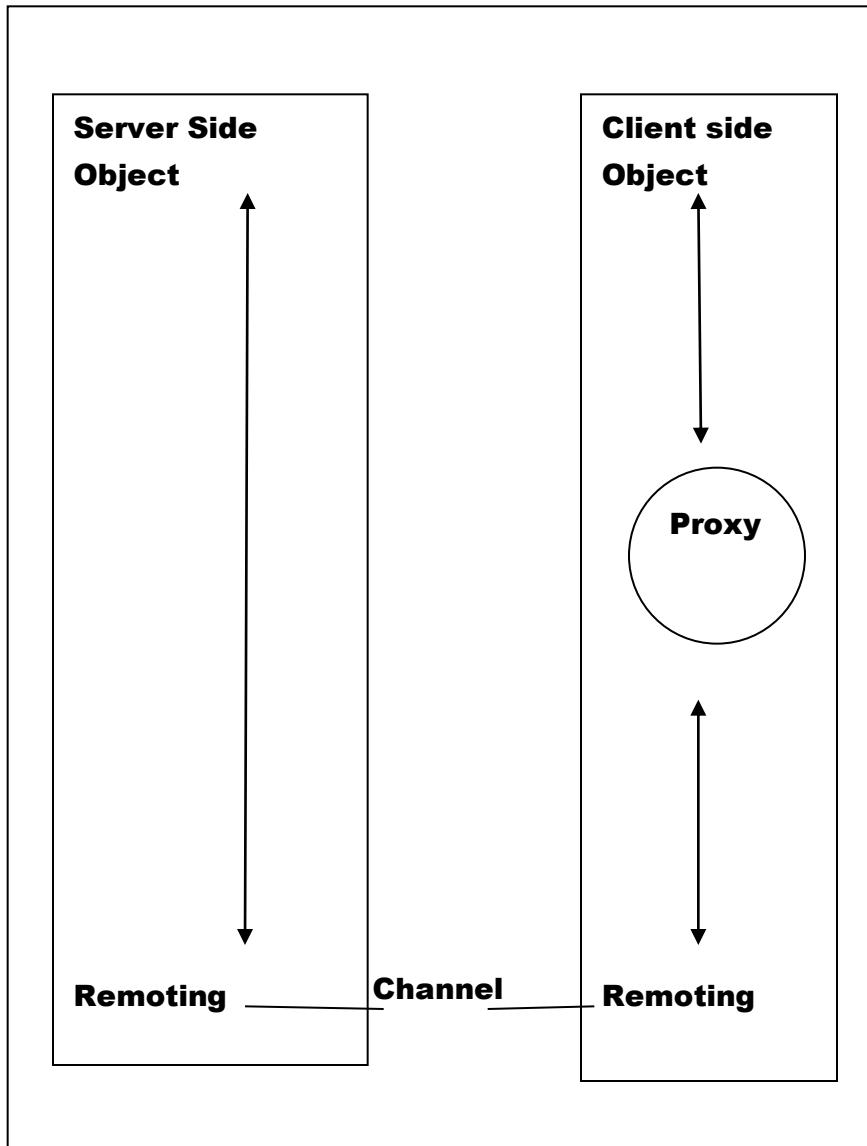 Server Side
Object
Remoting
Channel
Client side
Object
Proxy
Remoting